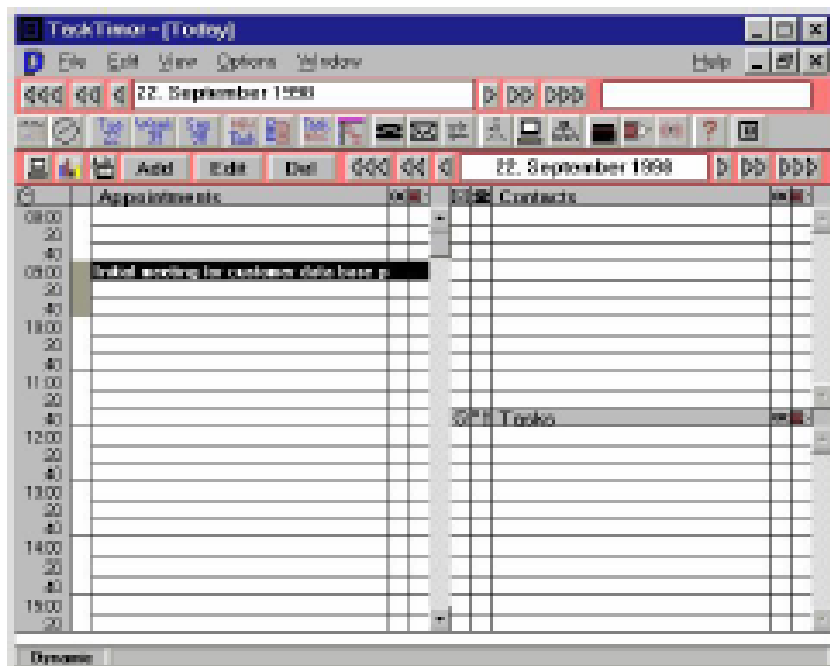 TaskTimer - [Today]
File Edit View Options Window Help
22. September 1998
Add Edit Del 22. September 1998
Appointments Contacts
08:00
20
40
09:00 Initial meeting for customer data base p
20
40
10:00
20
40
11:00
20
40 Tasks
12:00
20
40
13:00
20
40
14:00
20
40
15:00
20
Dynamic